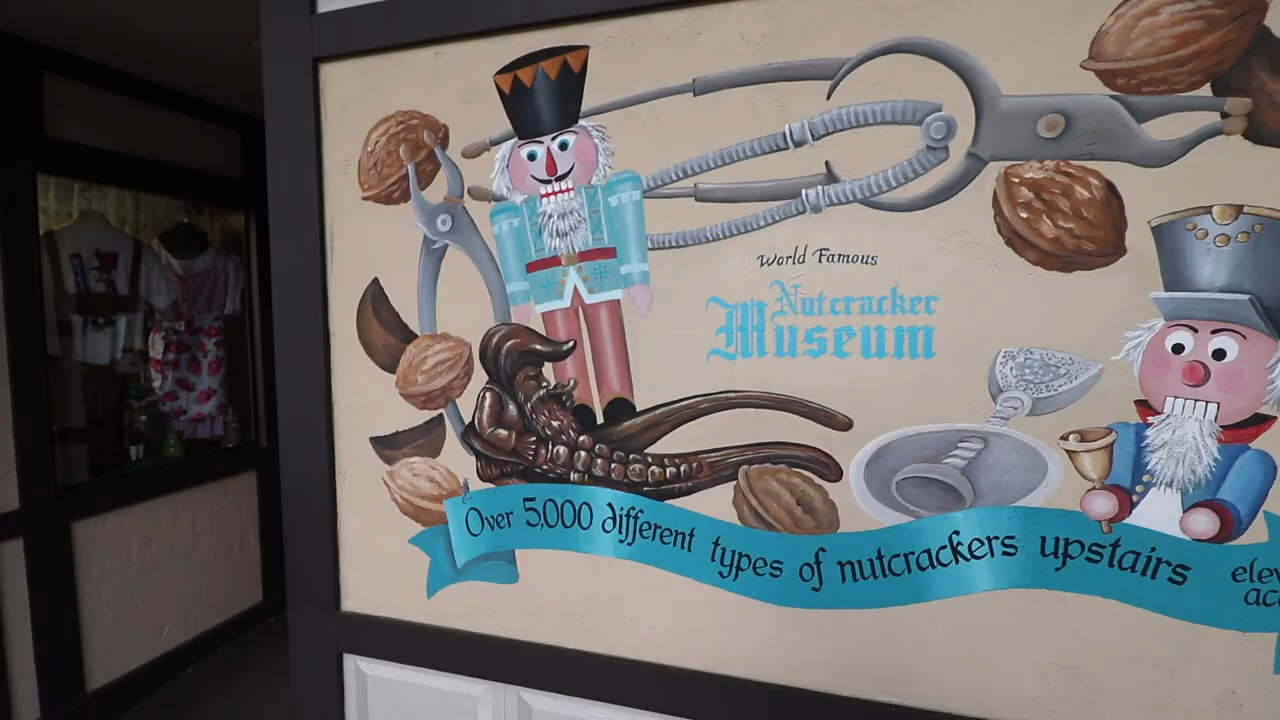 World Famous
Nutcracker
Museum
Over 5,000 different types of nutcrackers upstairs